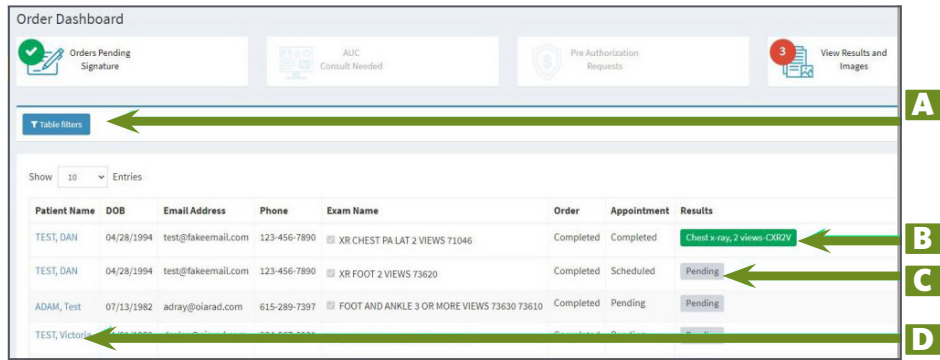 Order Dashboard
Orders Pending Signature
AUC Consult Needed
Pre Authorization Requests
3
View Results and Images
A
Table filters
Show 10 Entries
Patient Name DOB Email Address Phone Exam Name Order Appointment Results
TEST, DAN 04/28/1994 test@fakeemail.com 123-456-7890 XR CHEST PA LAT 2 VIEWS 71046 Completed Completed Chest x-ray, 2 views-CXR2V
B
TEST, DAN 04/28/1994 test@fakeemail.com 123-456-7890 XR FOOT 2 VIEWS 73620 Completed Scheduled Pending
C
ADAM, Test 07/13/1982 adray@oiarad.com 615-289-7397 FOOT AND ANKLE 3 OR MORE VIEWS 73630 73610 Completed Pending Pending
TEST, Victoria
D